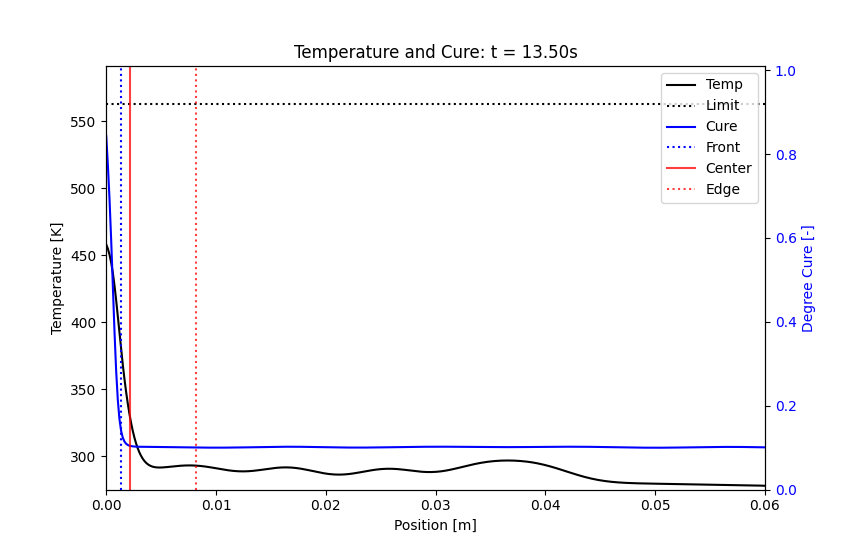 Temperature and Cure: t = 13.50s
Temperature [K]
550
500
450
400
350
300
Temp
Limit
Cure
Front
Center
Edge
1.0
0.8
0.6
0.4
0.2
0.0
Degree Cure [-]
0.00
0.01
0.02
0.03
0.04
0.05
0.06
Position [m]